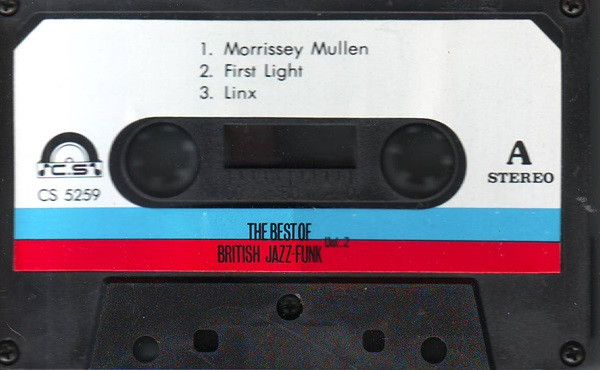 1. Morrissey Mullen
2. First Light
3. Linx
C.S
CS 5259
A
STEREO
THE BEST OF
BRITISH JAZZ-FUNK Vol. 2